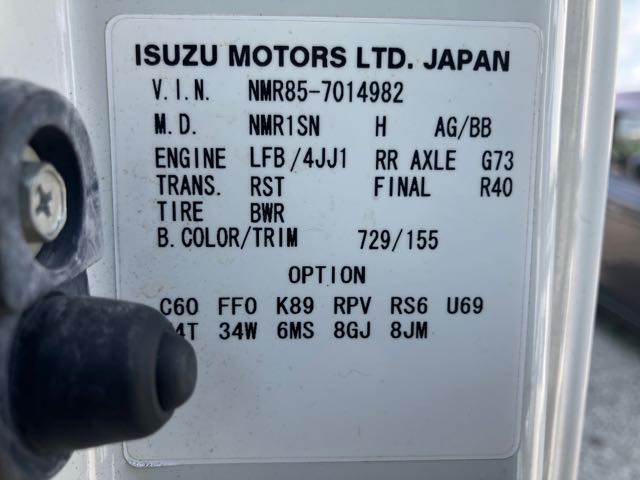 ISUZU MOTORS LTD. JAPAN
V.I.N. NMR85-7014982
M.D. NMR1SN H AG/BB
ENGINE LFB/4JJ1 RR AXLE G73
TRANS. RST FINAL R40
TIRE BWR
B.COLOR/TRIM 729/155
OPTION
C60 FF0 K89 RPV RS6 U69
34W 6MS 8GJ 8JM